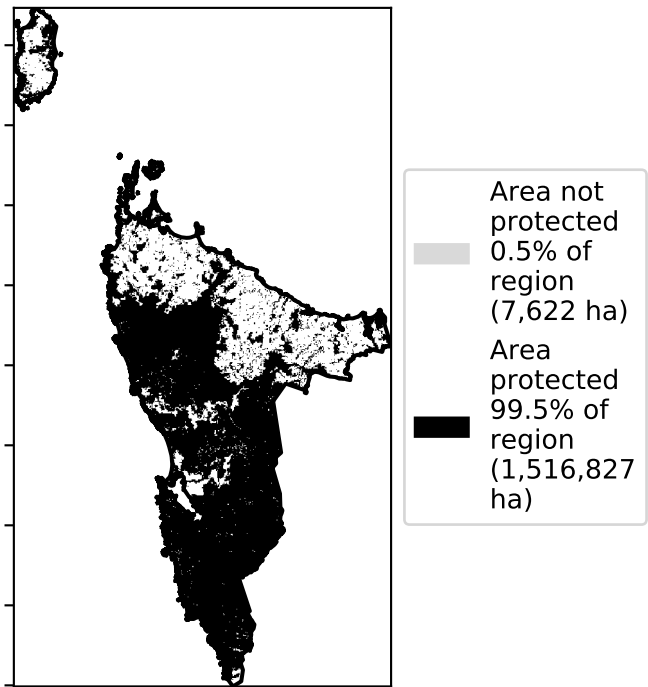 Area not
protected
0.5% of
region
(7,622 ha)
Area
protected
99.5% of
region
(1,516,827
ha)